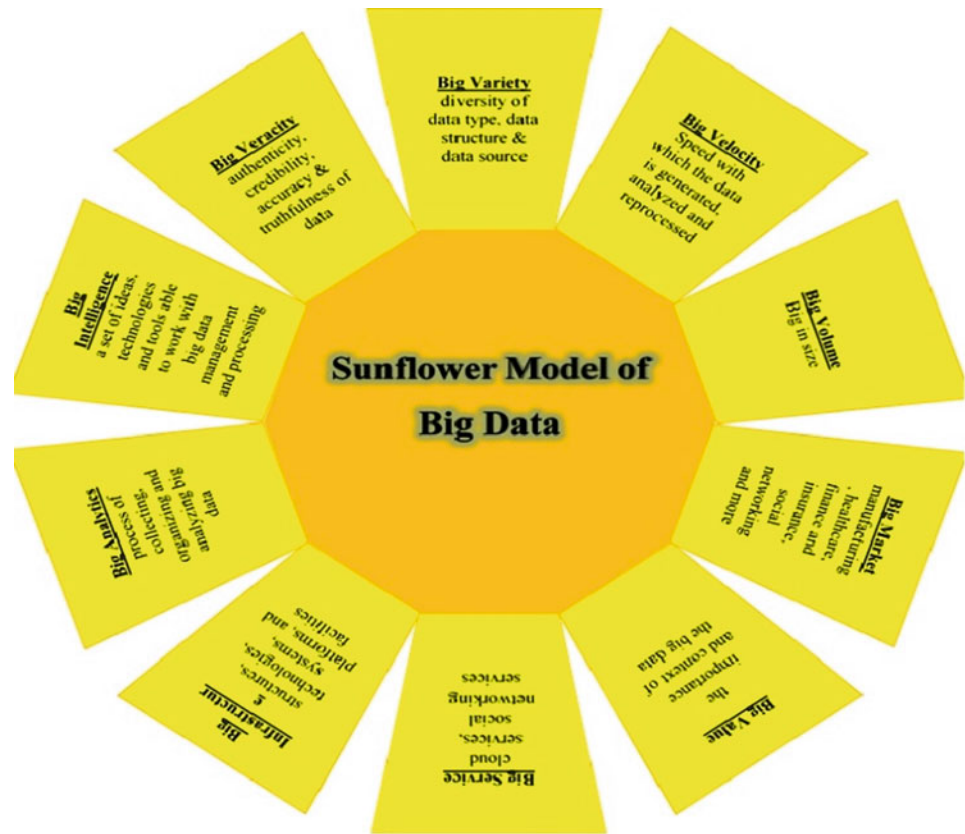 Sunflower Model of
Big Data
Big Variety
diversity of
data type, data
structure &
data source
Big Velocity
Speed with
which the data
is generated,
analyzed and
reprocessed
Big Volume
Big in size
Big Market
manufacturing
, healthcare,
finance and
insurance,
social
networking
and more
Big Value
the
importance
and context of
the big data
Big Service
cloud
services,
social
networking
services
Big
Infrastructur
E
structures,
technologies,
systems, and
platforms, and
facilities
Big Analytics
process of
collecting,
organizing and
analyzing big
data
Big
Intelligence
a set of ideas,
technologies
and tools able
to work with
big data
management
and processing
Big Veracity
authenticity,
credibility,
accuracy &
truthfulness of
data